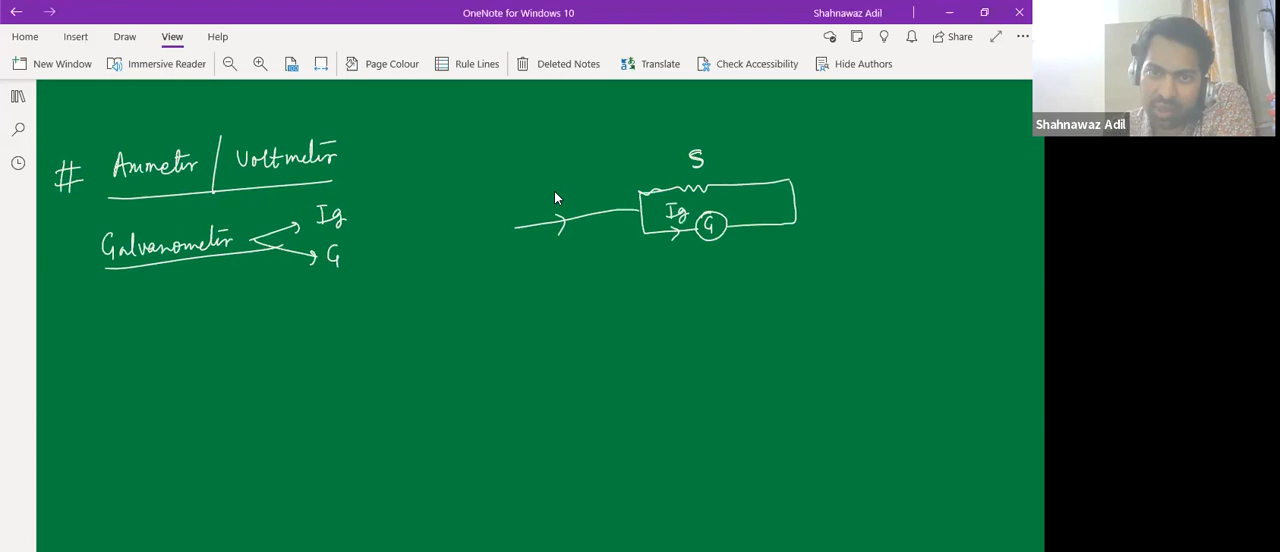 OneNote for Windows 10
Shahnawaz Adil
Home Insert Draw View Help
Share
New Window Immersive Reader Page Colour Rule Lines Deleted Notes Translate Check Accessibility Hide Authors
Shahnawaz Adil
# Ammeter / Voltmeter
S
Galvanometer
Ig
G
Ig
G